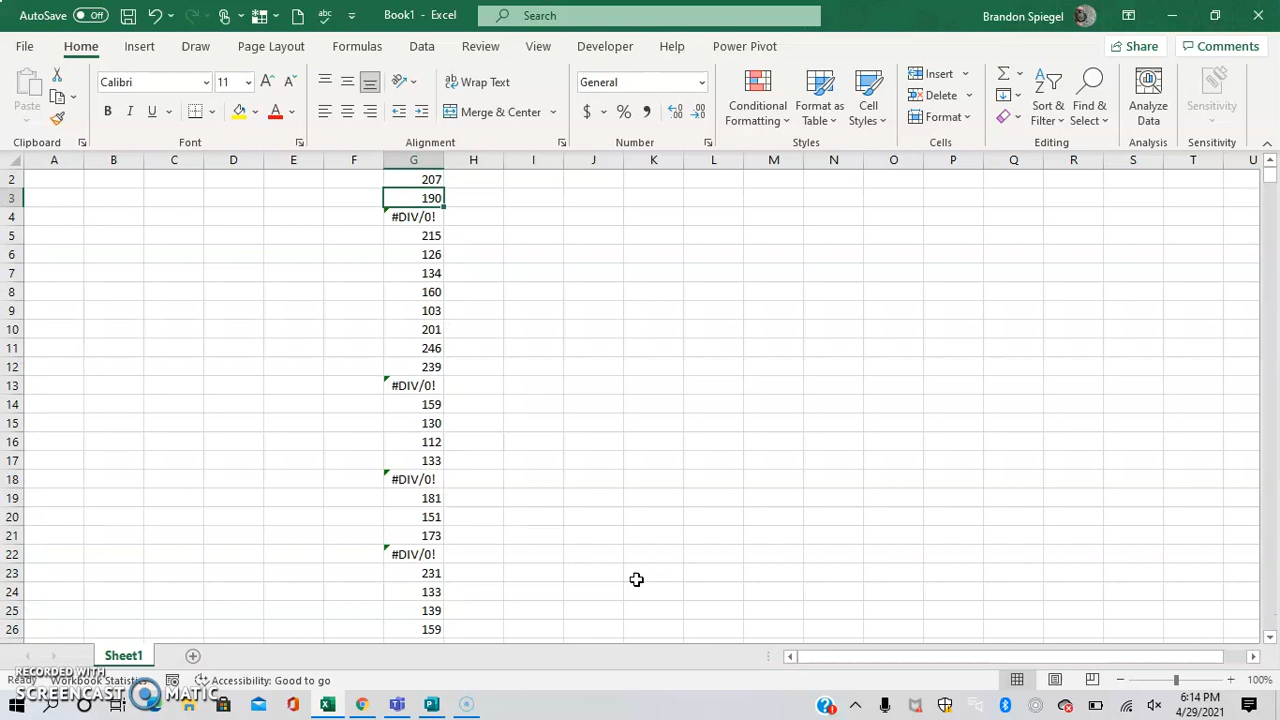 AutoSave Off Book1 - Excel Search Brandon Spiegel
File Home Insert Draw Page Layout Formulas Data Review View Developer Help Power Pivot Share Comments
Paste Calibri 11 Wrap Text General Conditional Formatting Format as Table Cell Styles Insert Sort & Filter Find & Select Analyze Data Sensitivity
B I U Merge & Center $ % Delete
Format
Clipboard Font Alignment Number Styles Cells Editing Analysis Sensitivity
A B C D E F G H I J K L M N O P Q R S T U
2 207
3 190
4 #DIV/0!
5 215
6 126
7 134
8 160
9 103
10 201
11 246
12 239
13 #DIV/0!
14 159
15 130
16 112
17 133
18 #DIV/0!
19 181
20 151
21 173
22 #DIV/0!
23 231
24 133
25 139
26 159
Sheet1
RECORDED WITH
Ready Workbook Statistics Accessibility: Good to go 100%
SCREENCAST MATIC
6:14 PM
4/29/2021